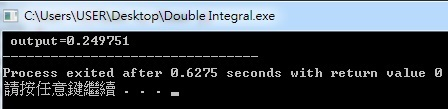 C:\Users\USER\Desktop\Double Integral.exe
output=0.249751
--------------------------------
Process exited after 0.6275 seconds with return value 0
請按任意鍵繼續 . . .